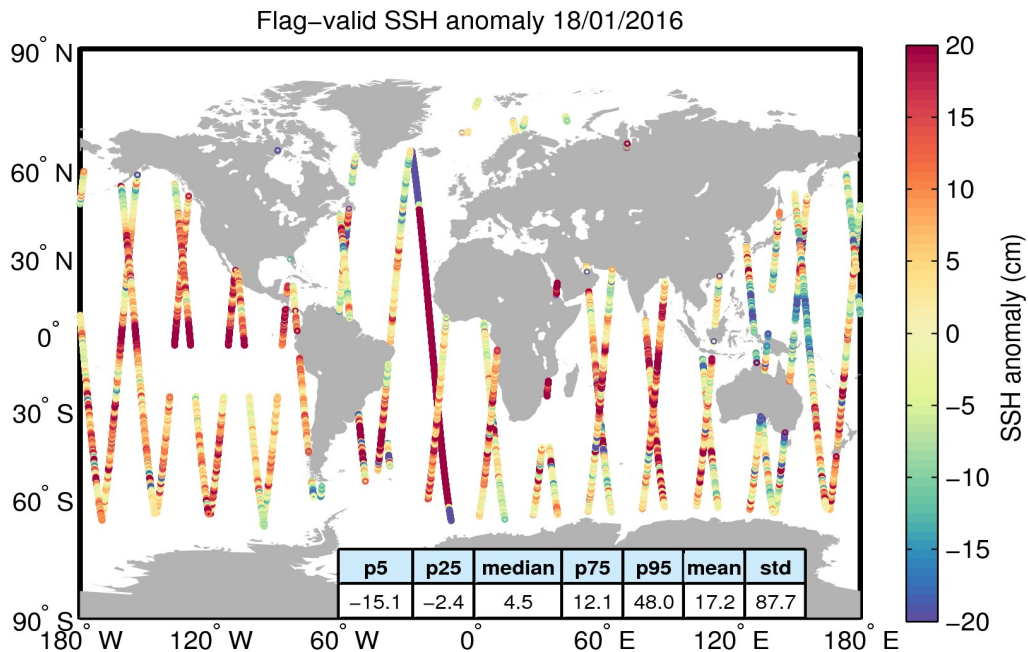 Flag−valid SSH anomaly 18/01/2016
90° N
60° N
30° N
0°
30° S
60° S
90° S
180° W
120° W
60° W
0°
60° E
120° E
180° E
p5 p25 median p75 p95 mean std
−15.1 −2.4 4.5 12.1 48.0 17.2 87.7
20
15
10
5
0
−5
−10
−15
−20
SSH anomaly (cm)